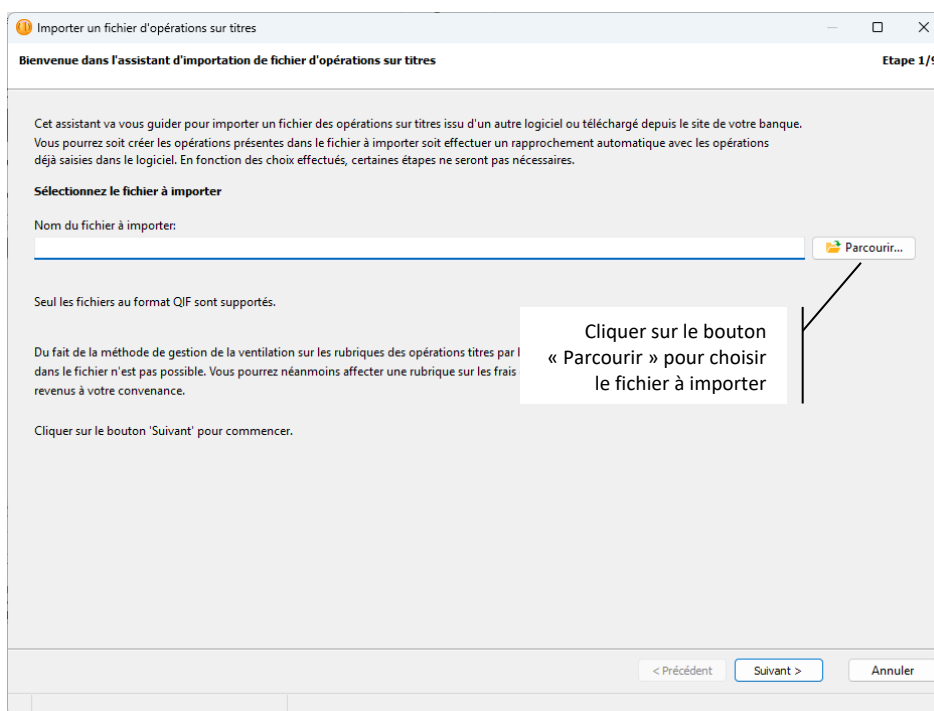 Importer un fichier d'opérations sur titres
Bienvenue dans l'assistant d'importation de fichier d'opérations sur titres
Etape 1/9
Cet assistant va vous guider pour importer un fichier des opérations sur titres issu d'un autre logiciel ou téléchargé depuis le site de votre banque.
Vous pourrez soit créer les opérations présentes dans le fichier à importer soit effectuer un rapprochement automatique avec les opérations
déjà saisies dans le logiciel. En fonction des choix effectués, certaines étapes ne seront pas nécessaires.
Sélectionnez le fichier à importer
Nom du fichier à importer:
Parcourir...
Seul les fichiers au format QIF sont supportés.
Cliquer sur le bouton
« Parcourir » pour choisir
le fichier à importer
Du fait de la méthode de gestion de la ventilation sur les rubriques des opérations titres par
dans le fichier n'est pas possible. Vous pourrez néanmoins affecter une rubrique sur les frais
revenus à votre convenance.
Cliquer sur le bouton 'Suivant' pour commencer.
< Précédent
Suivant >
Annuler